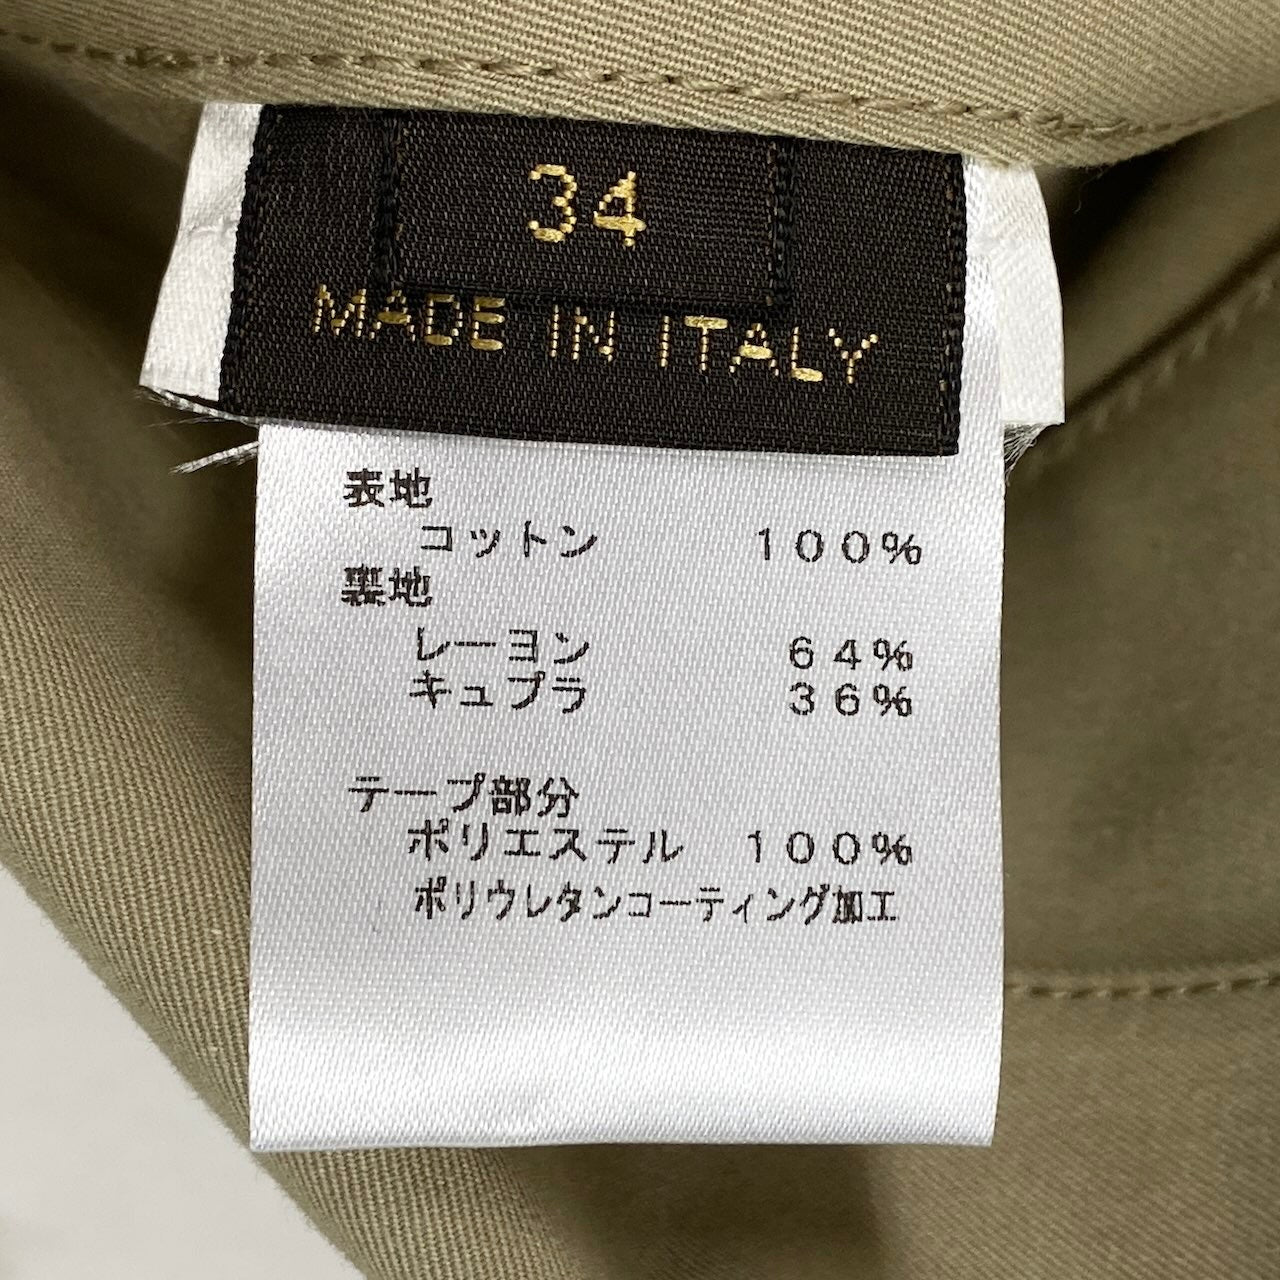 34
MADE IN ITALY
表地
コットン 100%
裏地
レーヨン 64%
キュプラ 36%
テープ部分
ポリエステル 100%
ポリウレタンコーティング加工